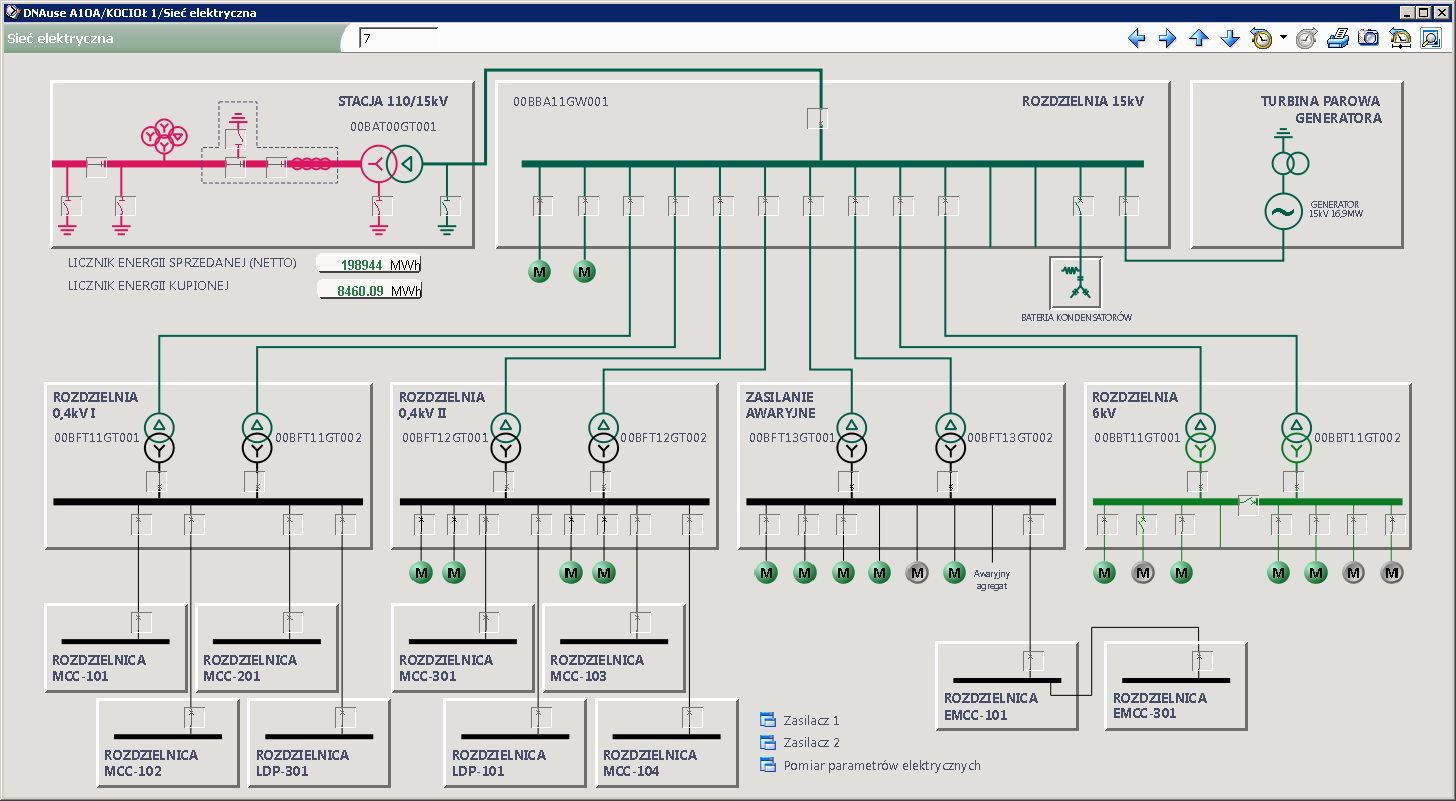 DNAuse A10A/KOCIOŁ 1/Sieć elektryczna
Sieć elektryczna
7
STACJA 110/15kV
00BAT00GT001
00BBA11GW001
ROZDZIELNIA 15kV
TURBINA PAROWA
GENERATORA
GENERATOR
15kV 16,9MW
LICZNIK ENERGII SPRZEDANEJ (NETTO)
198944 MWh
LICZNIK ENERGII KUPIONEJ
8460.09 MWh
M M
BATERIA KONDENSATORÓW
ROZDZIELNIA
0,4kV I
00BFT11GT001
00BFT11GT002
ROZDZIELNIA
0,4kV II
00BFT12GT001
00BFT12GT002
ZASILANIE
AWARYJNE
00BFT13GT001
00BFT13GT002
ROZDZIELNIA
6kV
00BBT11GT001
00BBT11GT002
M M M M
M M M M M M
Awaryjny
agregat
M M M M M M M
ROZDZIELNICA
MCC-101
ROZDZIELNICA
MCC-201
ROZDZIELNICA
MCC-301
ROZDZIELNICA
MCC-103
ROZDZIELNICA
EMCC-101
ROZDZIELNICA
EMCC-301
ROZDZIELNICA
MCC-102
ROZDZIELNICA
LDP-301
ROZDZIELNICA
LDP-101
ROZDZIELNICA
MCC-104
Zasilacz 1
Zasilacz 2
Pomiar parametrów elektrycznych